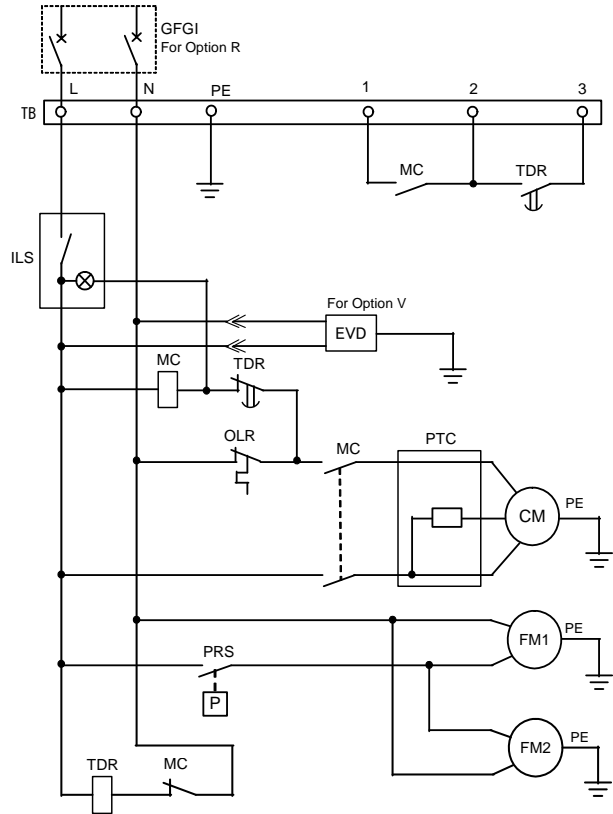 GFGI
For Option R
L N PE 1 2 3
TB
MC TDR
ILS
For Option V
EVD
MC TDR
OLR MC PTC
CM PE
FM1 PE
PRS
P
FM2 PE
TDR MC